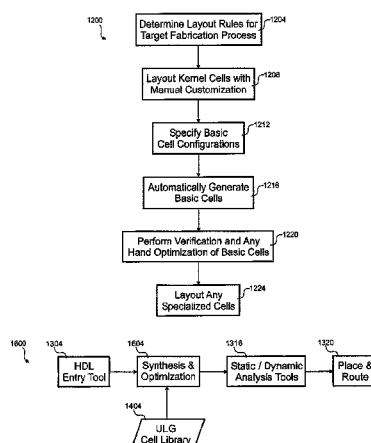 1200
Determine Layout Rules for
Target Fabrication Process
1204
Layout Kernel Cells with
Manual Customization
1208
Specify Basic
Cell Configurations
1212
Automatically Generate
Basic Cells
1216
Perform Verification and Any
Hand Optimization of Basic Cells
1220
Layout Any
Specialized Cells
1224
1600
1304
HDL
Entry Tool
1604
Synthesis &
Optimization
1316
Static / Dynamic
Analysis Tools
1320
Place &
Route
1404
ULG
Cell Library